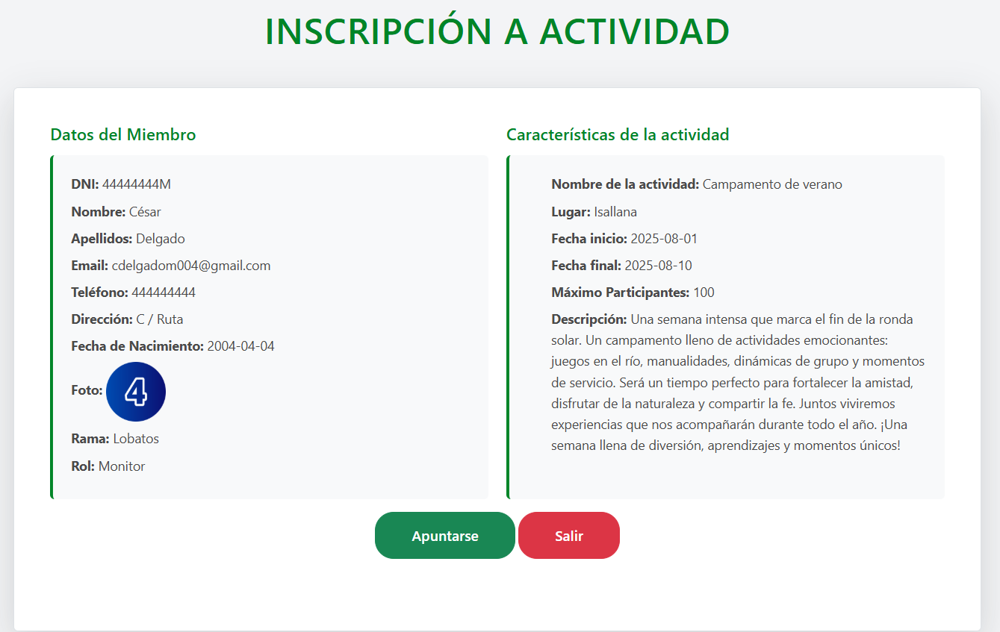 INSCRIPCIÓN A ACTIVIDAD
Datos del Miembro
DNI: 44444444M
Nombre: César
Apellidos: Delgado
Email: cdelgadom004@gmail.com
Teléfono: 444444444
Dirección: C / Ruta
Fecha de Nacimiento: 2004-04-04
Foto: 4
Rama: Lobatos
Rol: Monitor
Características de la actividad
Nombre de la actividad: Campamento de verano
Lugar: Isallana
Fecha inicio: 2025-08-01
Fecha final: 2025-08-10
Máximo Participantes: 100
Descripción: Una semana intensa que marca el fin de la ronda
solar. Un campamento lleno de actividades emocionantes:
juegos en el río, manualidades, dinámicas de grupo y momentos
de servicio. Será un tiempo perfecto para fortalecer la amistad,
disfrutar de la naturaleza y compartir la fe. Juntos viviremos
experiencias que nos acompañarán durante todo el año. ¡Una
semana llena de diversión, aprendizajes y momentos únicos!
Apuntarse
Salir